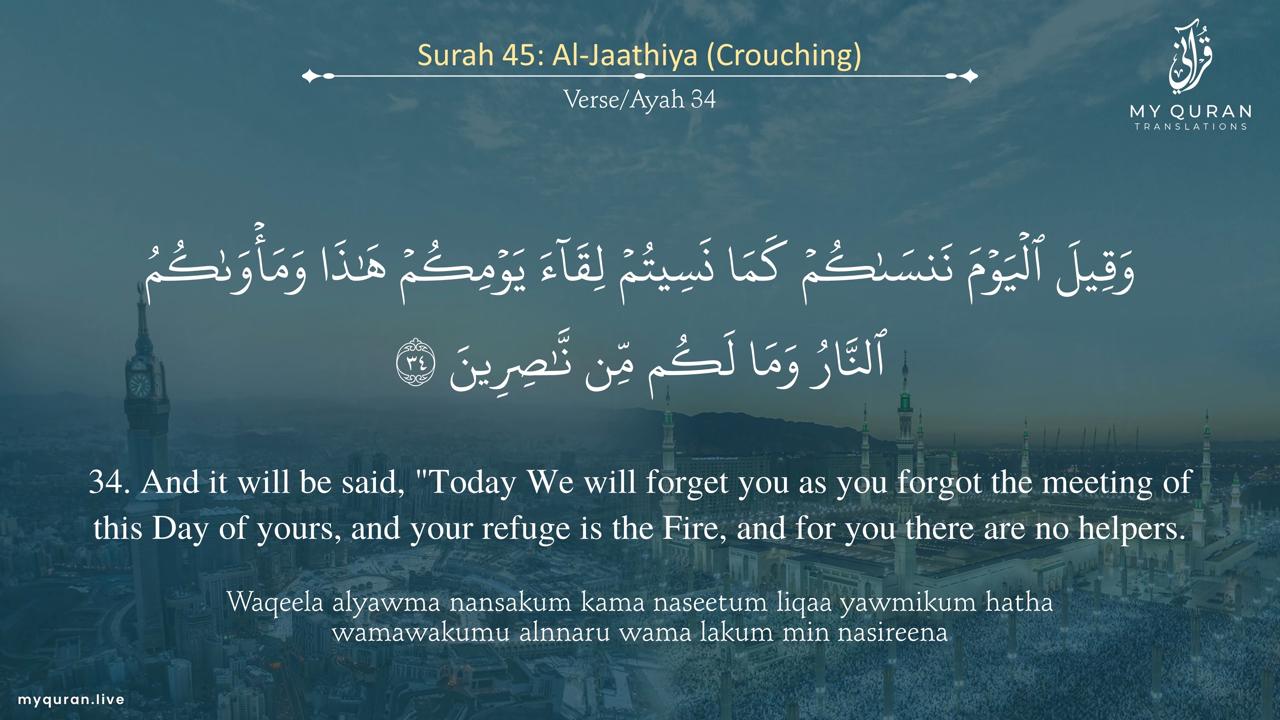 Surah 45: Al-Jaathiya (Crouching)
Verse/Ayah 34
قرآني
MY QURAN
TRANSLATIONS
وَقِيلَ ٱلْيَوْمَ نَنسَىٰكُمْ كَمَا نَسِيتُمْ لِقَآءَ يَوْمِكُمْ هَـٰذَا وَمَأْوَىٰكُمُ
ٱلنَّارُ وَمَا لَكُم مِّن نَّـٰصِرِينَ ٣٤
34. And it will be said, "Today We will forget you as you forgot the meeting of
this Day of yours, and your refuge is the Fire, and for you there are no helpers.
Waqeela alyawma nansakum kama naseetum liqaa yawmikum hatha
wamawakumu alnnaru wama lakum min nasireena
myquran.live